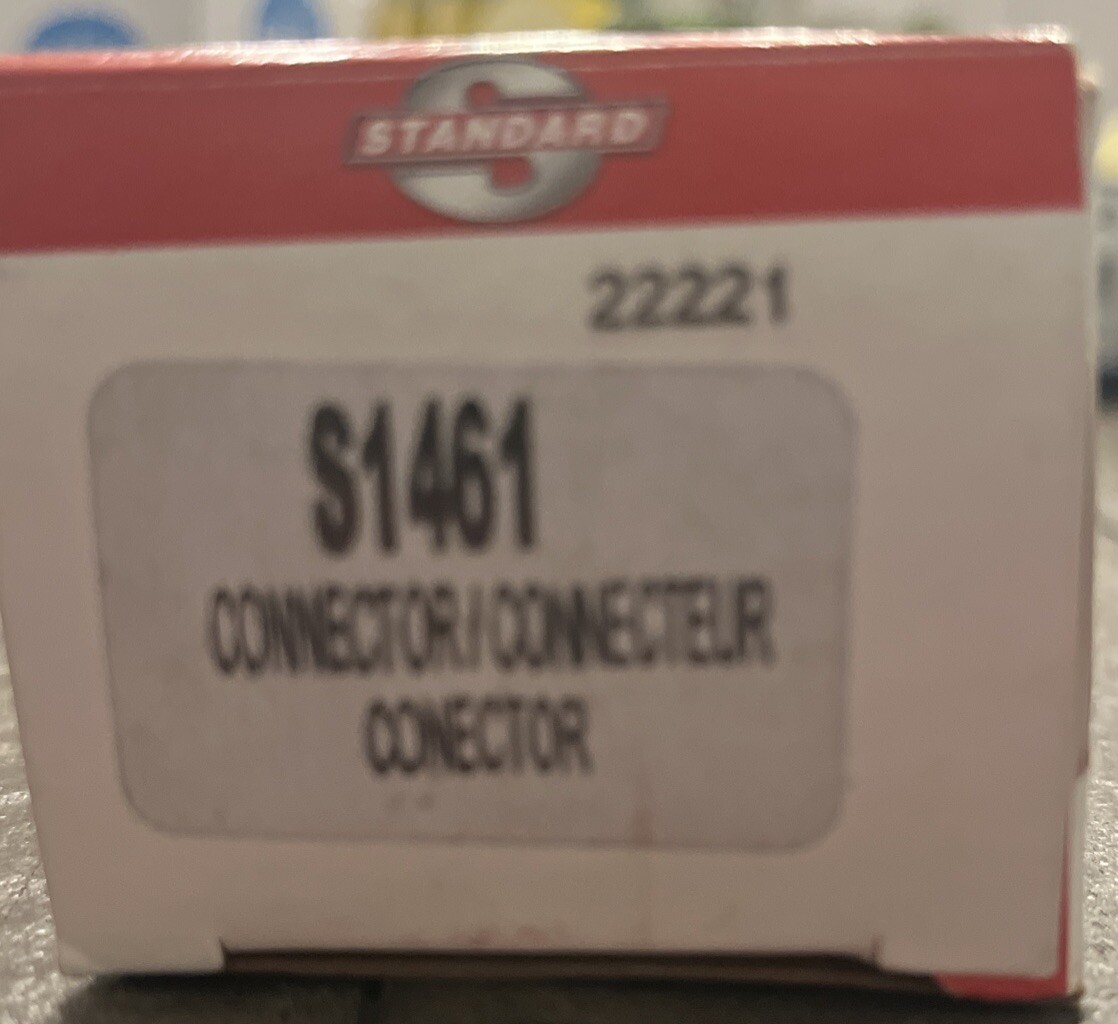 STANDARD
22221
S1461
CONNECTOR / CONNECTEUR
CONECTOR